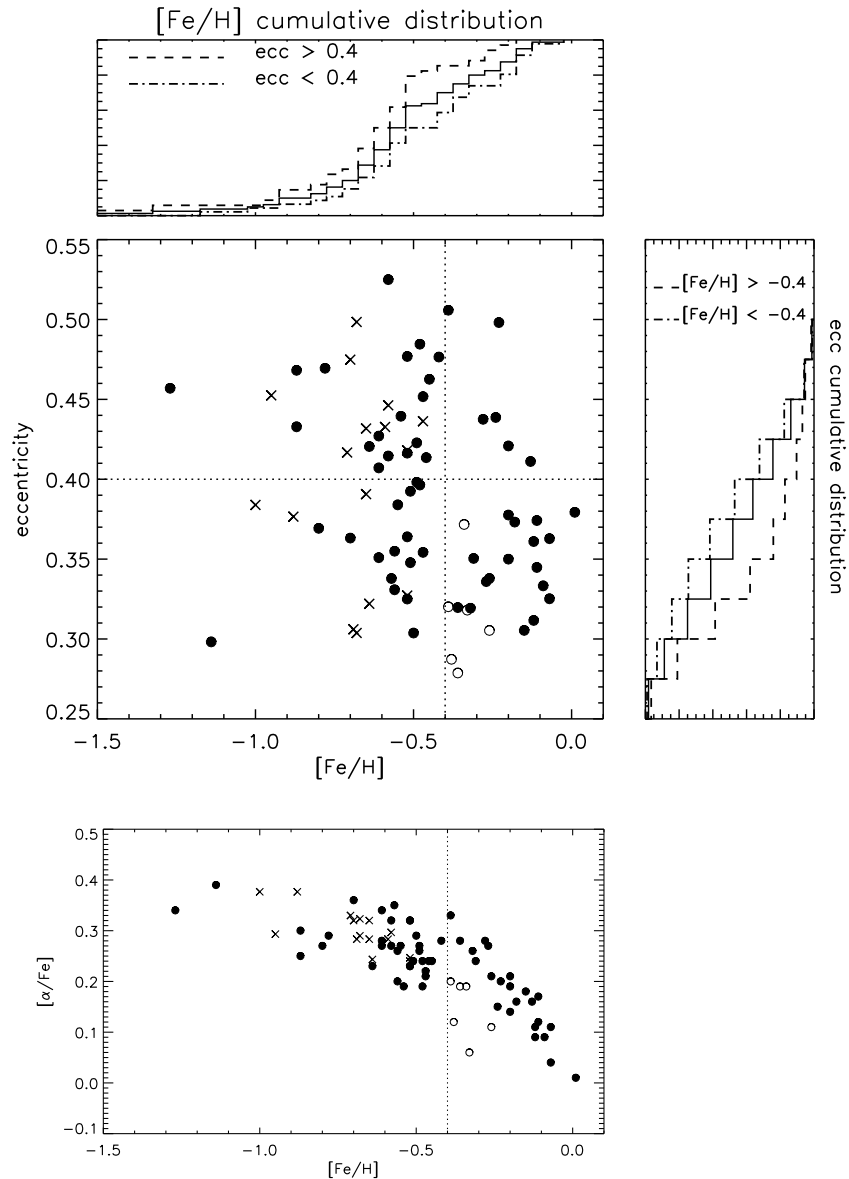 [Fe/H] cumulative distribution
ecc > 0.4
ecc < 0.4
0.55
0.50
0.45
0.40
0.35
0.30
0.25
eccentricity
−1.5
−1.0
−0.5
0.0
[Fe/H]
[Fe/H] > −0.4
[Fe/H] < −0.4
ecc cumulative distribution
0.5
0.4
0.3
0.2
0.1
0.0
−0.1
[α/Fe]
−1.5
−1.0
−0.5
0.0
[Fe/H]